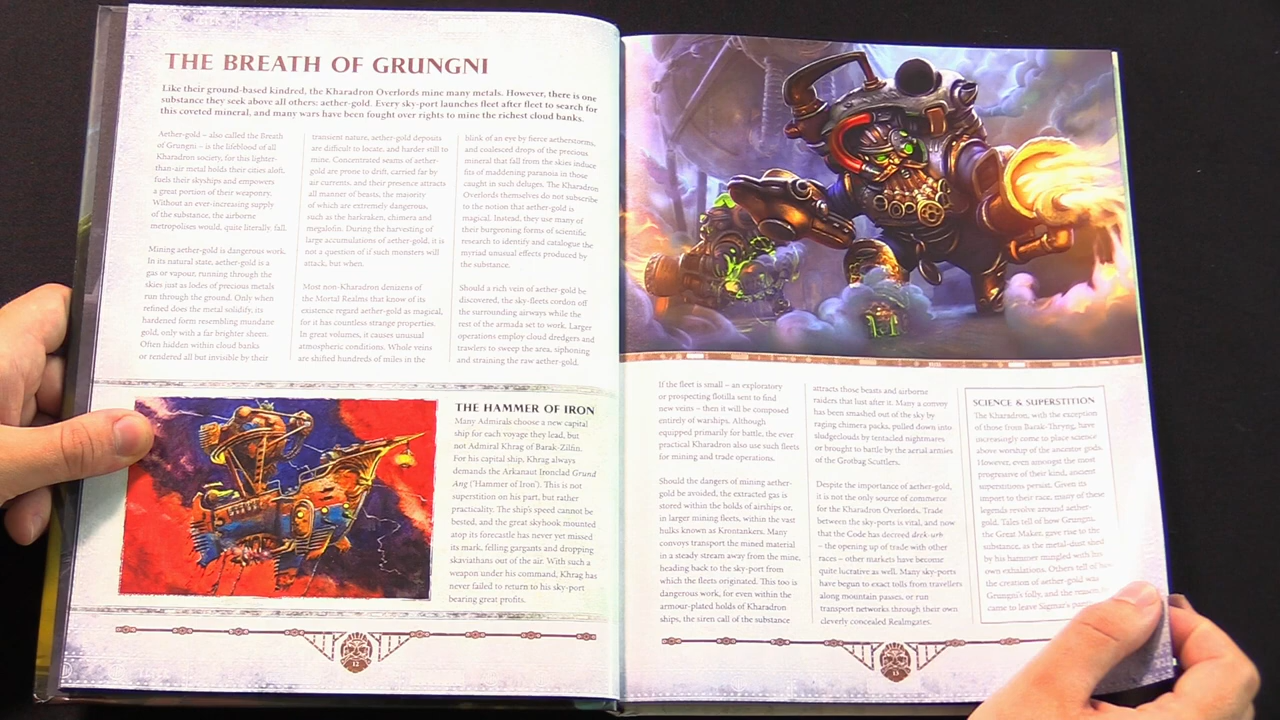 THE BREATH OF GRUNGNI
Like their ground-based kindred, the Kharadron Overlords mine many metals. However, there is one
substance they seek above all others: aether-gold. Every sky-port launches fleet after fleet to search for
this coveted mineral, and many wars have been fought over rights to mine the richest cloud banks.
Aether-gold – also called the Breath
of Grungni – is the lifeblood of all
Kharadron society, for this lighter-
than-air metal holds their cities aloft,
fuels their skyships and empowers
a great portion of their weaponry.
Without an ever-increasing supply
of the substance, the airborne
metropolises would, quite literally, fall.
Mining aether-gold is dangerous work.
In its natural state, aether-gold is a
gas or vapour, running through the
skies just as lodes of precious metals
run through the ground. Only when
refined does the metal solidify, its
hardened form resembling mundane
gold, only with a far brighter sheen.
Often hidden within cloud banks
or rendered all but invisible by their
transient nature, aether-gold deposits
are difficult to locate, and harder still to
mine. Concentrated seams of aether-
gold are prone to drift, carried far by
air currents, and their presence attracts
all manner of beasts, the majority
of which are extremely dangerous,
such as the harkraken, chimera and
megalofin. During the harvesting of
large accumulations of aether-gold, it is
not a question of if such monsters will
attack, but when.
Most non-Kharadron denizens of
the Mortal Realms that know of its
existence regard aether-gold as magical,
for it has countless strange properties.
In great volumes, it causes unusual
atmospheric conditions. Whole veins
are shifted hundreds of miles in the
blink of an eye by fierce aetherstorms,
and coalesced drops of the precious
mineral that fall from the skies induce
fits of maddening paranoia in those
caught in such deluges. The Kharadron
Overlords themselves do not subscribe
to the notion that aether-gold is
magical. Instead, they use many of
their burgeoning forms of scientific
research to identify and catalogue the
myriad unusual effects produced by
the substance.
Should a rich vein of aether-gold be
discovered, the sky-fleets cordon off
the surrounding airways while the
rest of the armada set to work. Larger
operations employ cloud dredgers and
trawlers to sweep the area, siphoning
and straining the raw aether-gold.
THE HAMMER OF IRON
Many Admirals choose a new capital
ship for each voyage they lead, but
not Admiral Khrag of Barak-Zilfin.
For his capital ship, Khrag always
demands the Arkanaut Ironclad Grund
Ang ('Hammer of Iron'). This is not
superstition on his part, but rather
practicality. The ship's speed cannot be
bested, and the great skyhook mounted
atop its forecastle has never yet missed
its mark, felling gargants and dropping
skaviathans out of the air. With such a
weapon under his command, Khrag has
never failed to return to his sky-port
bearing great profits.
12
If the fleet is small – an exploratory
or prospecting flotilla sent to find
new veins – then it will be composed
entirely of warships. Although
equipped primarily for battle, the ever
practical Kharadron also use such fleets
for mining and trade operations.
Should the dangers of mining aether-
gold be avoided, the extracted gas is
stored within the holds of airships or,
in larger mining fleets, within the vast
hulks known as Krontankers. Many
convoys transport the mined material
in a steady stream away from the mine,
heading back to the sky-port from
which the fleets originated. This too is
dangerous work, for even within the
armour-plated holds of Kharadron
ships, the siren call of the substance
attracts those beasts and airborne
raiders that lust after it. Many a convoy
has been smashed out of the sky by
raging chimera packs, pulled down into
sludgeclouds by tentacled nightmares
or brought to battle by the aerial armies
of the Grotbag Scuttlers.
Despite the importance of aether-gold,
it is not the only source of commerce
for the Kharadron Overlords. Trade
between the sky-ports is vital, and now
that the Code has decreed drek-urk
– the opening up of trade with other
races – other markets have become
quite lucrative as well. Many sky-ports
have begun to exact tolls from travellers
along mountain passes, or run
transport networks through their own
cleverly concealed Realmgates.
SCIENCE & SUPERSTITION
The Kharadron, with the exception
of those from Barak-Thryng, have
increasingly come to place science
above worship of the ancestor gods.
However, even amongst the most
progressive of their kind, ancient
superstitions persist. Given its
import to their race, many of these
legends revolve around aether-
gold. Tales tell of how Grungni,
the Great Maker, gave rise to the
substance, as the metal-dust shed
by his hammer mingled with his
own exhalations. Others tell of how
the creation of aether-gold was
Grungni's folly, and the reason
came to leave Sigmar's
13